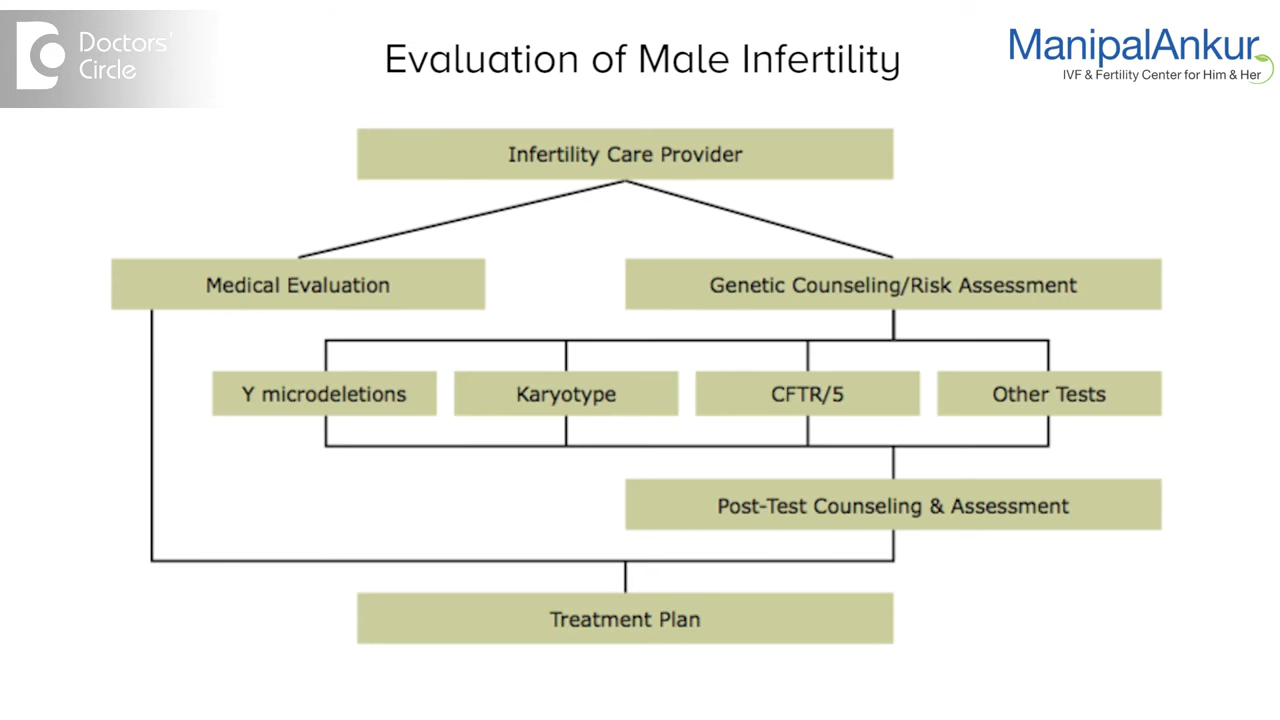 Doctors'
Circle
Evaluation of Male Infertility
ManipalAnkur
IVF & Fertility Center for Him & Her
Infertility Care Provider
Medical Evaluation
Genetic Counseling/Risk Assessment
Y microdeletions
Karyotype
CFTR/5
Other Tests
Post-Test Counseling & Assessment
Treatment Plan